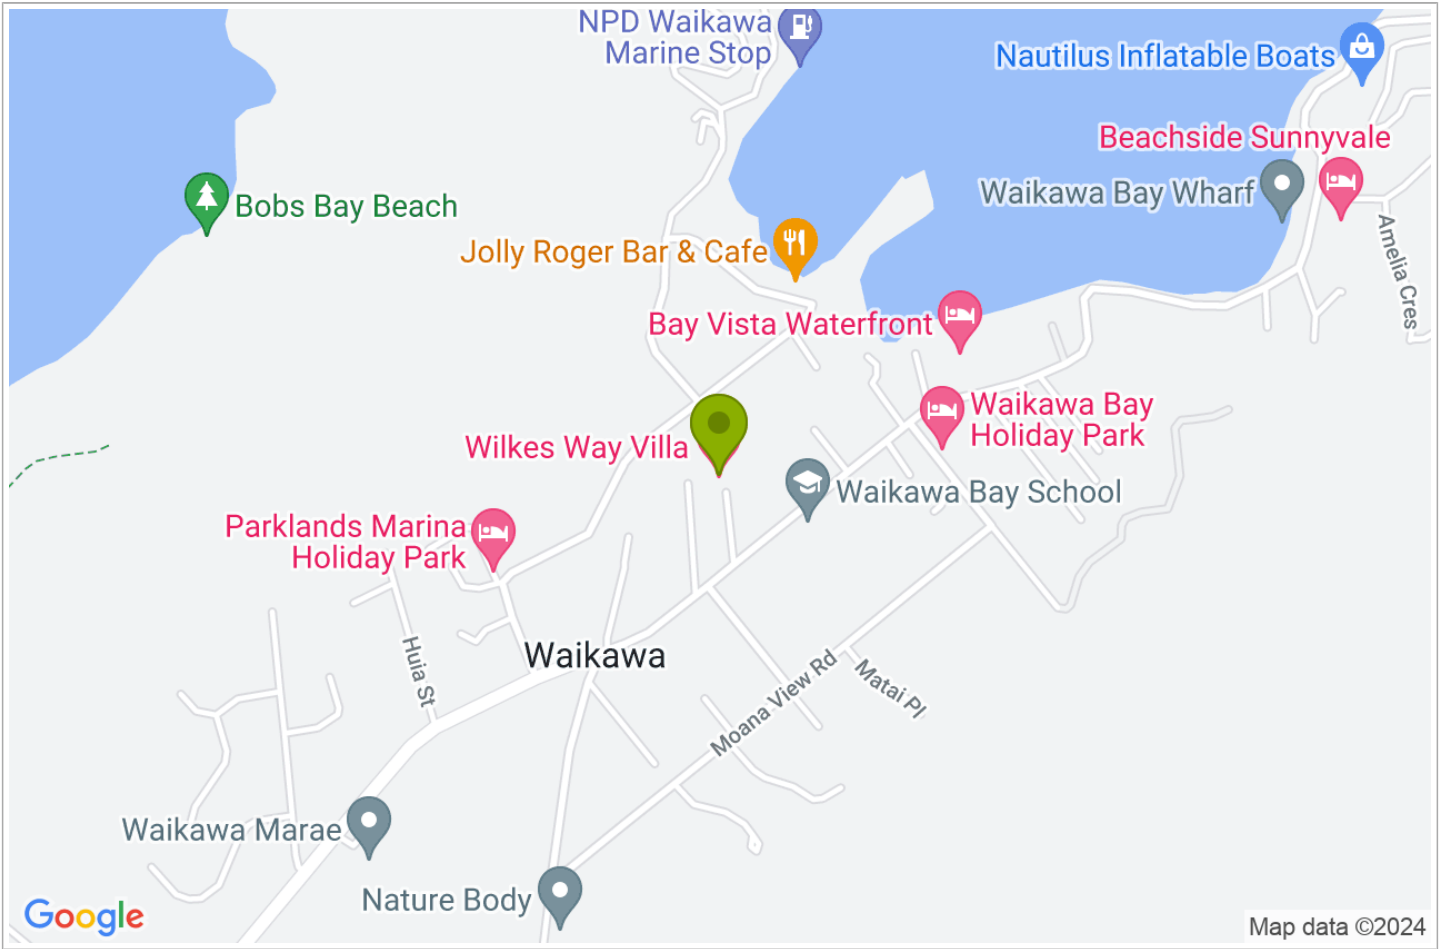 NPD Waikawa
Marine Stop
Nautilus Inflatable Boats
Beachside Sunnyvale
Waikawa Bay Wharf
Bobs Bay Beach
Amelia Cres
Jolly Roger Bar & Cafe
Bay Vista Waterfront
Waikawa Bay
Holiday Park
Wilkes Way Villa
Waikawa Bay School
Parklands Marina
Holiday Park
Huia St
Waikawa
Moana View Rd
Matai Pl
Waikawa Marae
Nature Body
Google
Map data ©2024